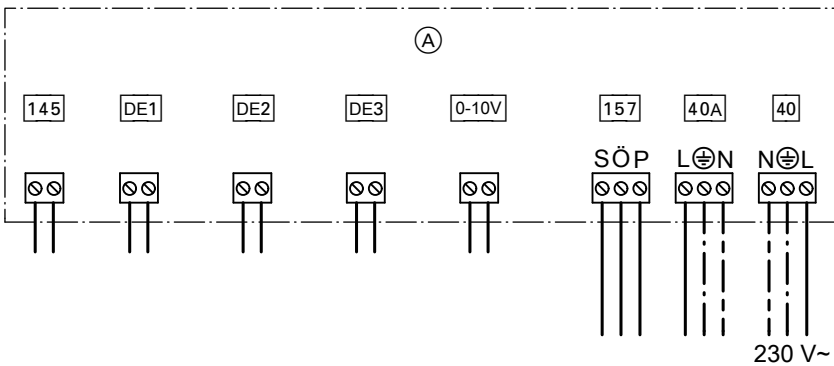 A
145 DE1 DE2 DE3 0-10V 157 40A 40
SÖP L⏚N N⏚L
230 V~